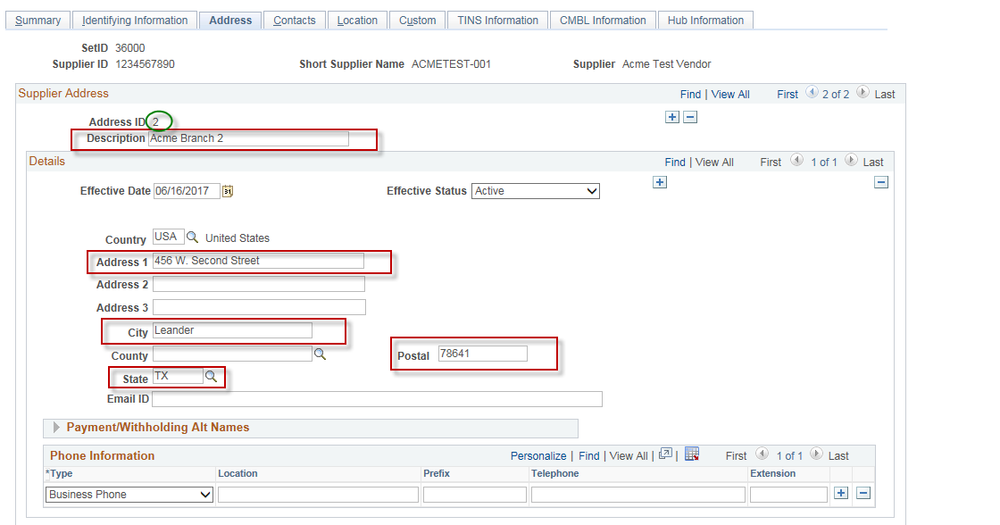 Summary Identifying Information Address Contacts Location Custom TINS Information CMBL Information Hub Information
SetID 36000
Supplier ID 1234567890 Short Supplier Name ACMETEST-001 Supplier Acme Test Vendor
Supplier Address Find | View All First 2 of 2 Last
Address ID 2
Description Acme Branch 2
Details Find | View All First 1 of 1 Last
Effective Date 06/16/2017 31 Effective Status Active
Country USA United States
Address 1 456 W. Second Street
Address 2
Address 3
City Leander
County Postal 78641
State TX
Email ID
Payment/Withholding Alt Names
Phone Information Personalize | Find | View All | | First 1 of 1 Last
*Type Location Prefix Telephone Extension
Business Phone